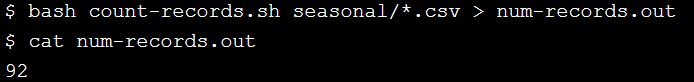 $ bash count-records.sh seasonal/*.csv > num-records.out
$ cat num-records.out
92